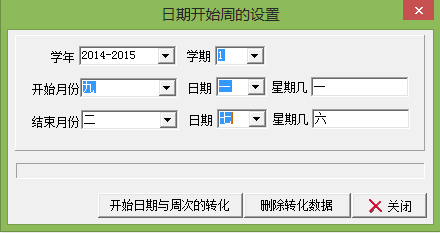 日期开始周的设置
学年 2014-2015 学期 1
开始月份 九 日期 一 星期几 一
结束月份 二 日期 七 星期几 六
开始日期与周次的转化 删除转化数据 关闭